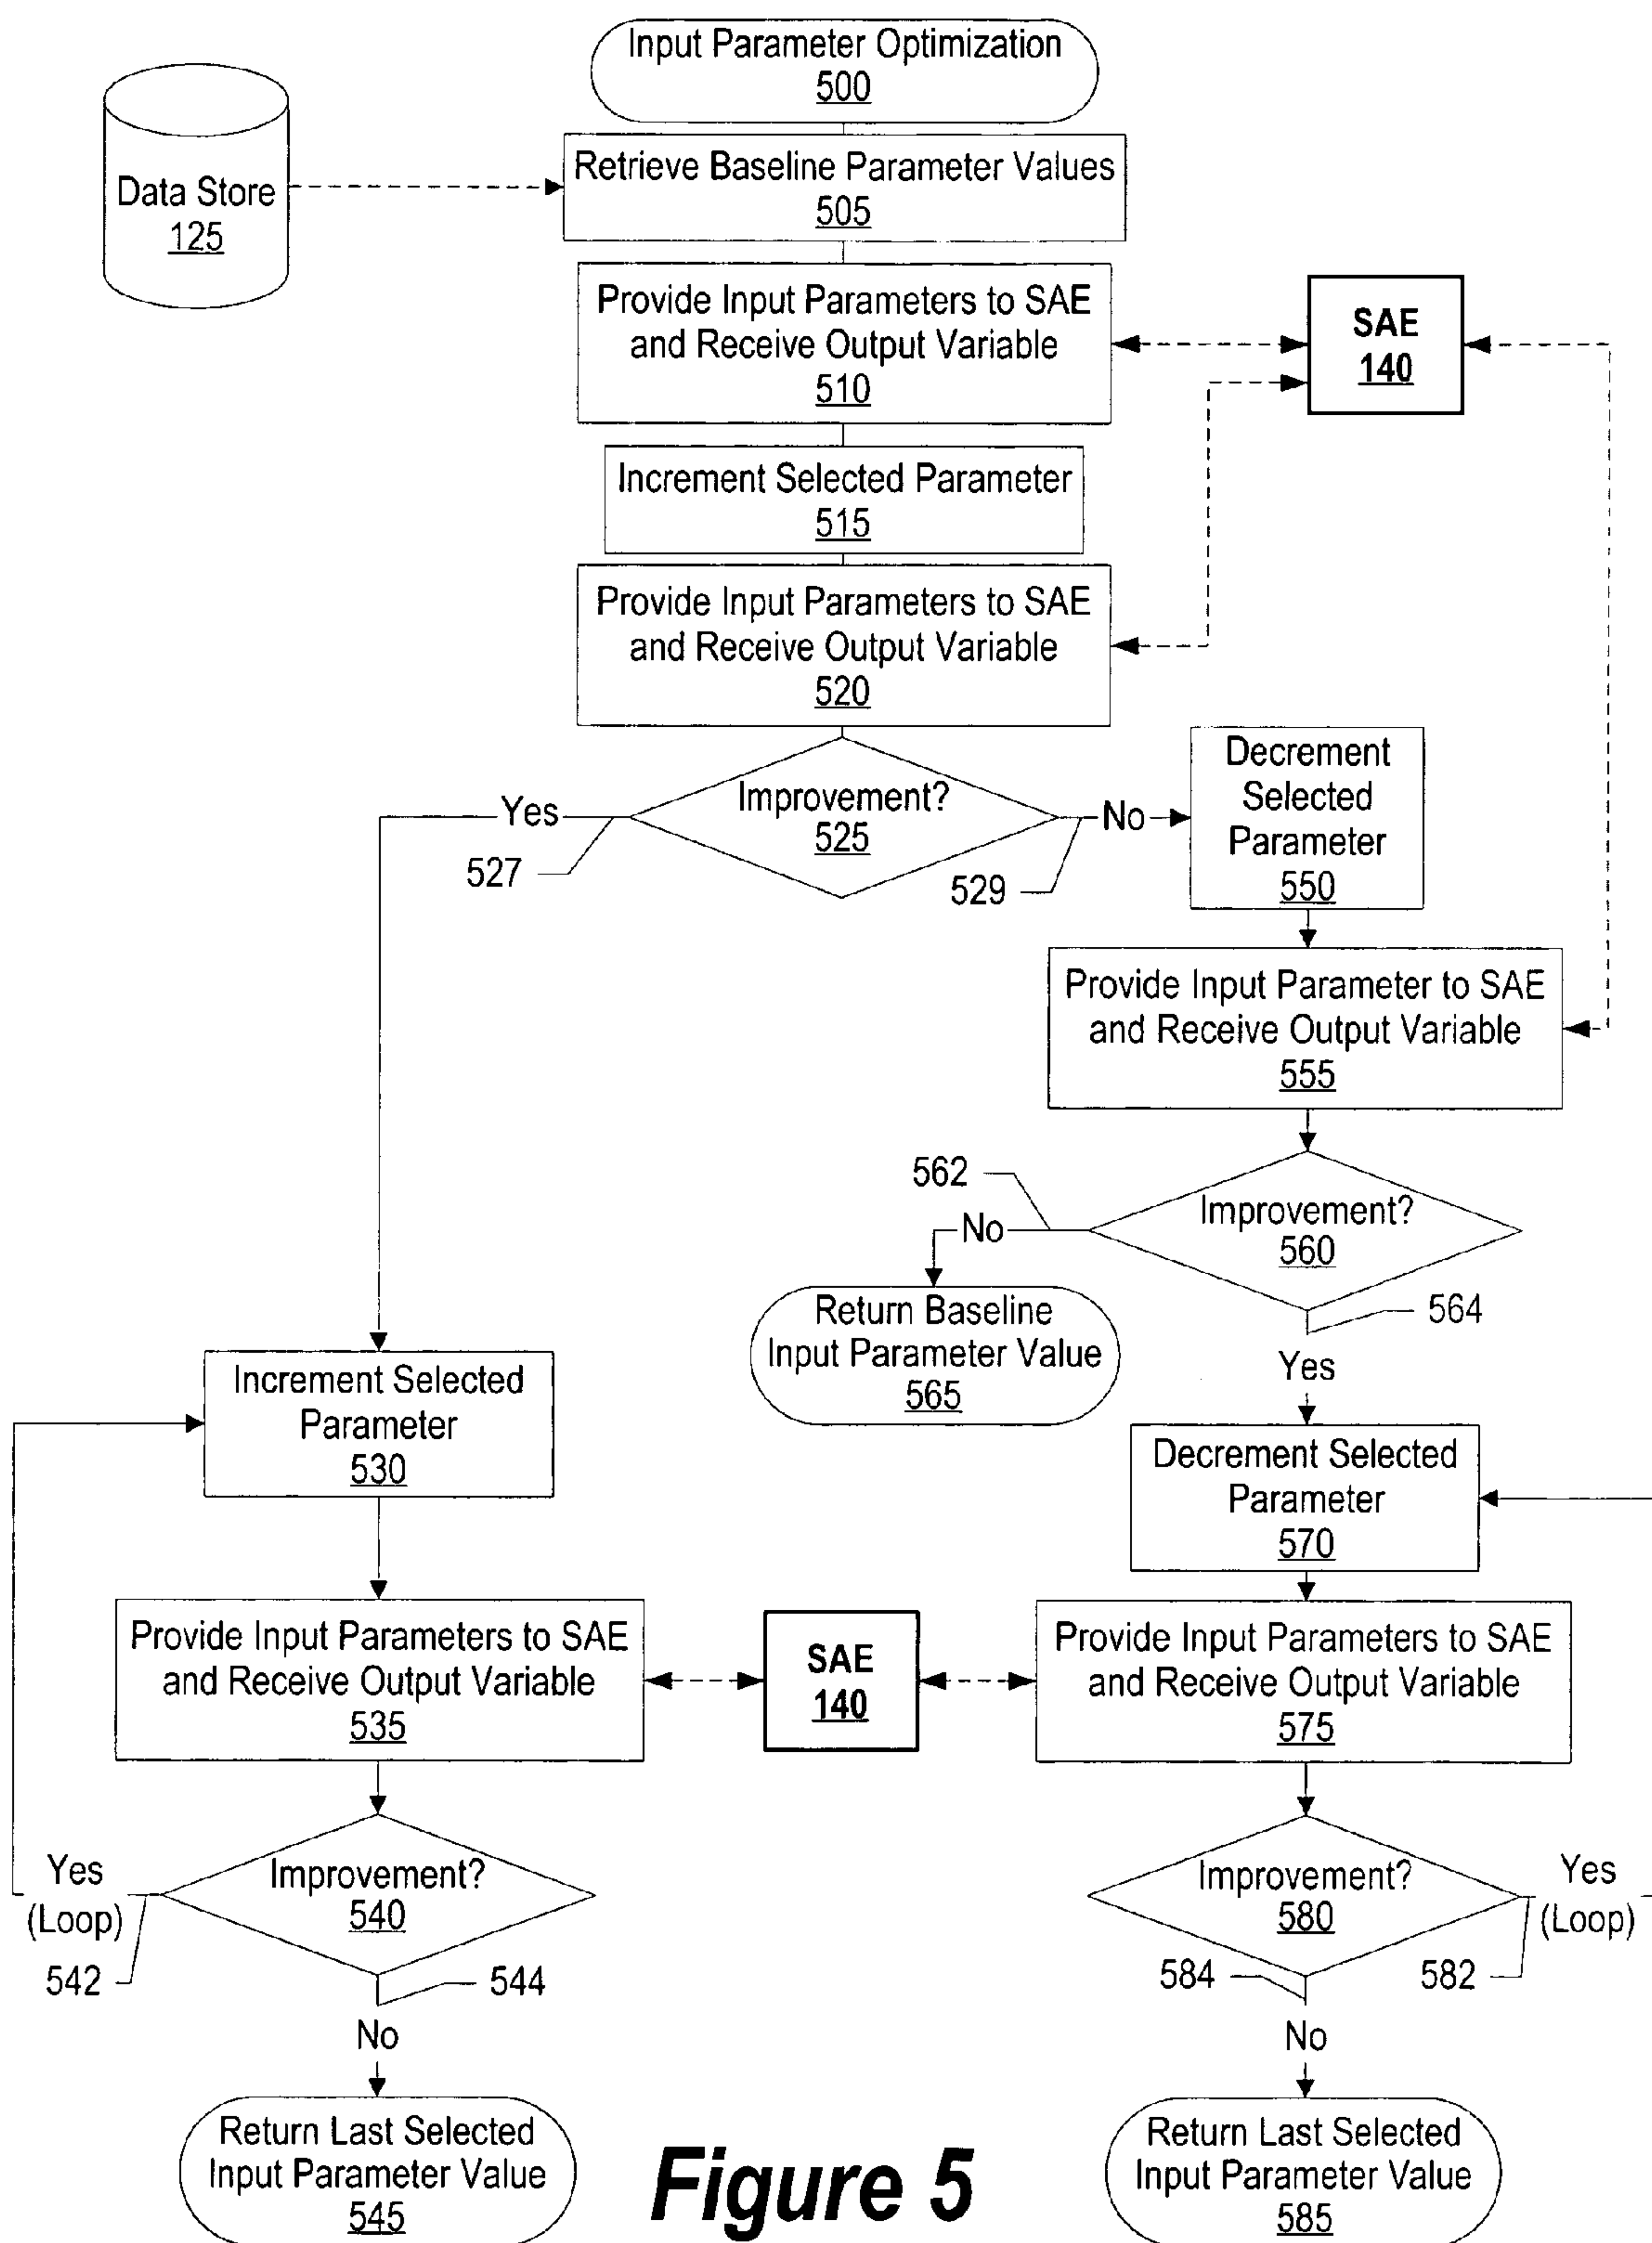 Input Parameter Optimization
500
Data Store
125
Retrieve Baseline Parameter Values
505
Provide Input Parameters to SAE
and Receive Output Variable
510
SAE
140
Increment Selected Parameter
515
Provide Input Parameters to SAE
and Receive Output Variable
520
Improvement?
525
Yes
527
No
529
Decrement
Selected
Parameter
550
Provide Input Parameter to SAE
and Receive Output Variable
555
Improvement?
560
562
No
Return Baseline
Input Parameter Value
565
564
Yes
Increment Selected
Parameter
530
Decrement Selected
Parameter
570
Provide Input Parameters to SAE
and Receive Output Variable
535
SAE
140
Provide Input Parameters to SAE
and Receive Output Variable
575
Improvement?
540
Yes
(Loop)
542
544
No
Improvement?
580
Yes
(Loop)
584
582
No
Return Last Selected
Input Parameter Value
545
Figure 5
Return Last Selected
Input Parameter Value
585